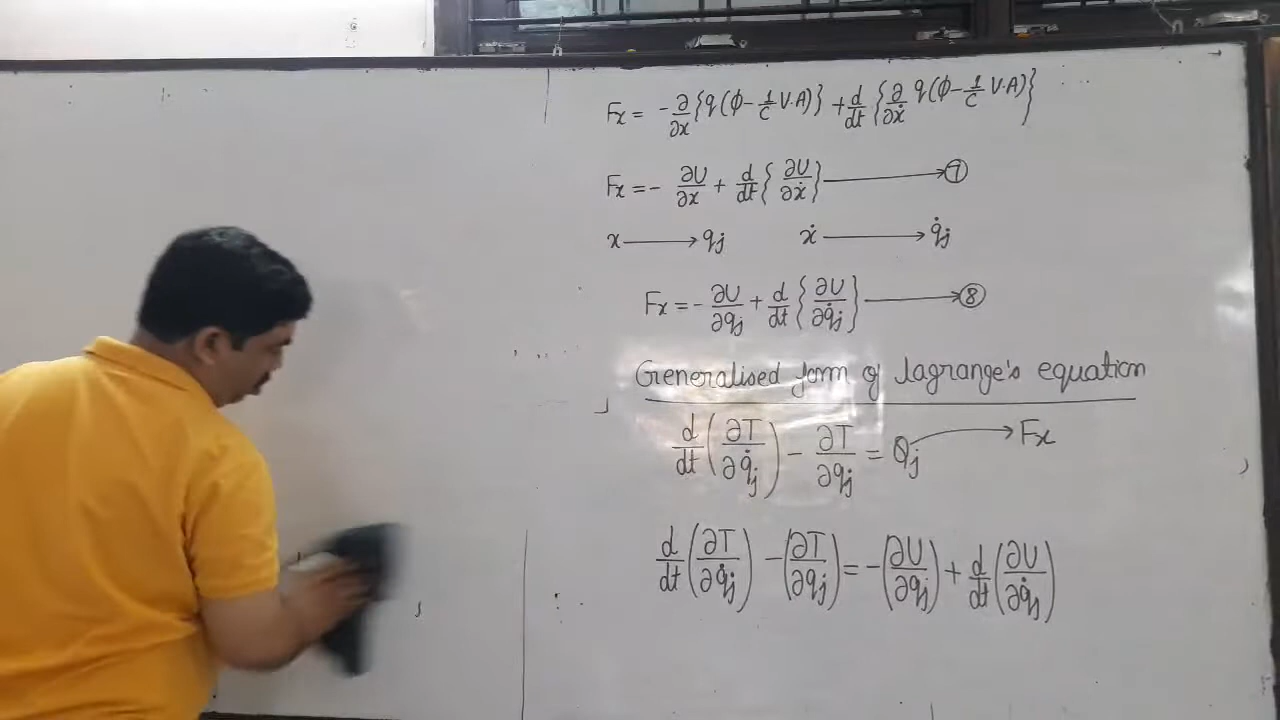 Fx = -∂/∂x{q(ϕ-1/c V·A)} + d/dt{∂/∂ẋ q(ϕ-1/c V·A)}
Fx = - ∂U/∂x + d/dt{∂U/∂ẋ} ⟶ ⑦
x ⟶ qj ẋ ⟶ q̇j
Fx = - ∂U/∂qj + d/dt{∂U/∂q̇j} ⟶ ⑧
Generalised form of Lagrange's equation
d/dt(∂T/∂q̇j) - ∂T/∂qj = Qj ⟶ Fx
d/dt(∂T/∂q̇j) - (∂T/∂qj) = -(∂U/∂qj) + d/dt(∂U/∂q̇j)